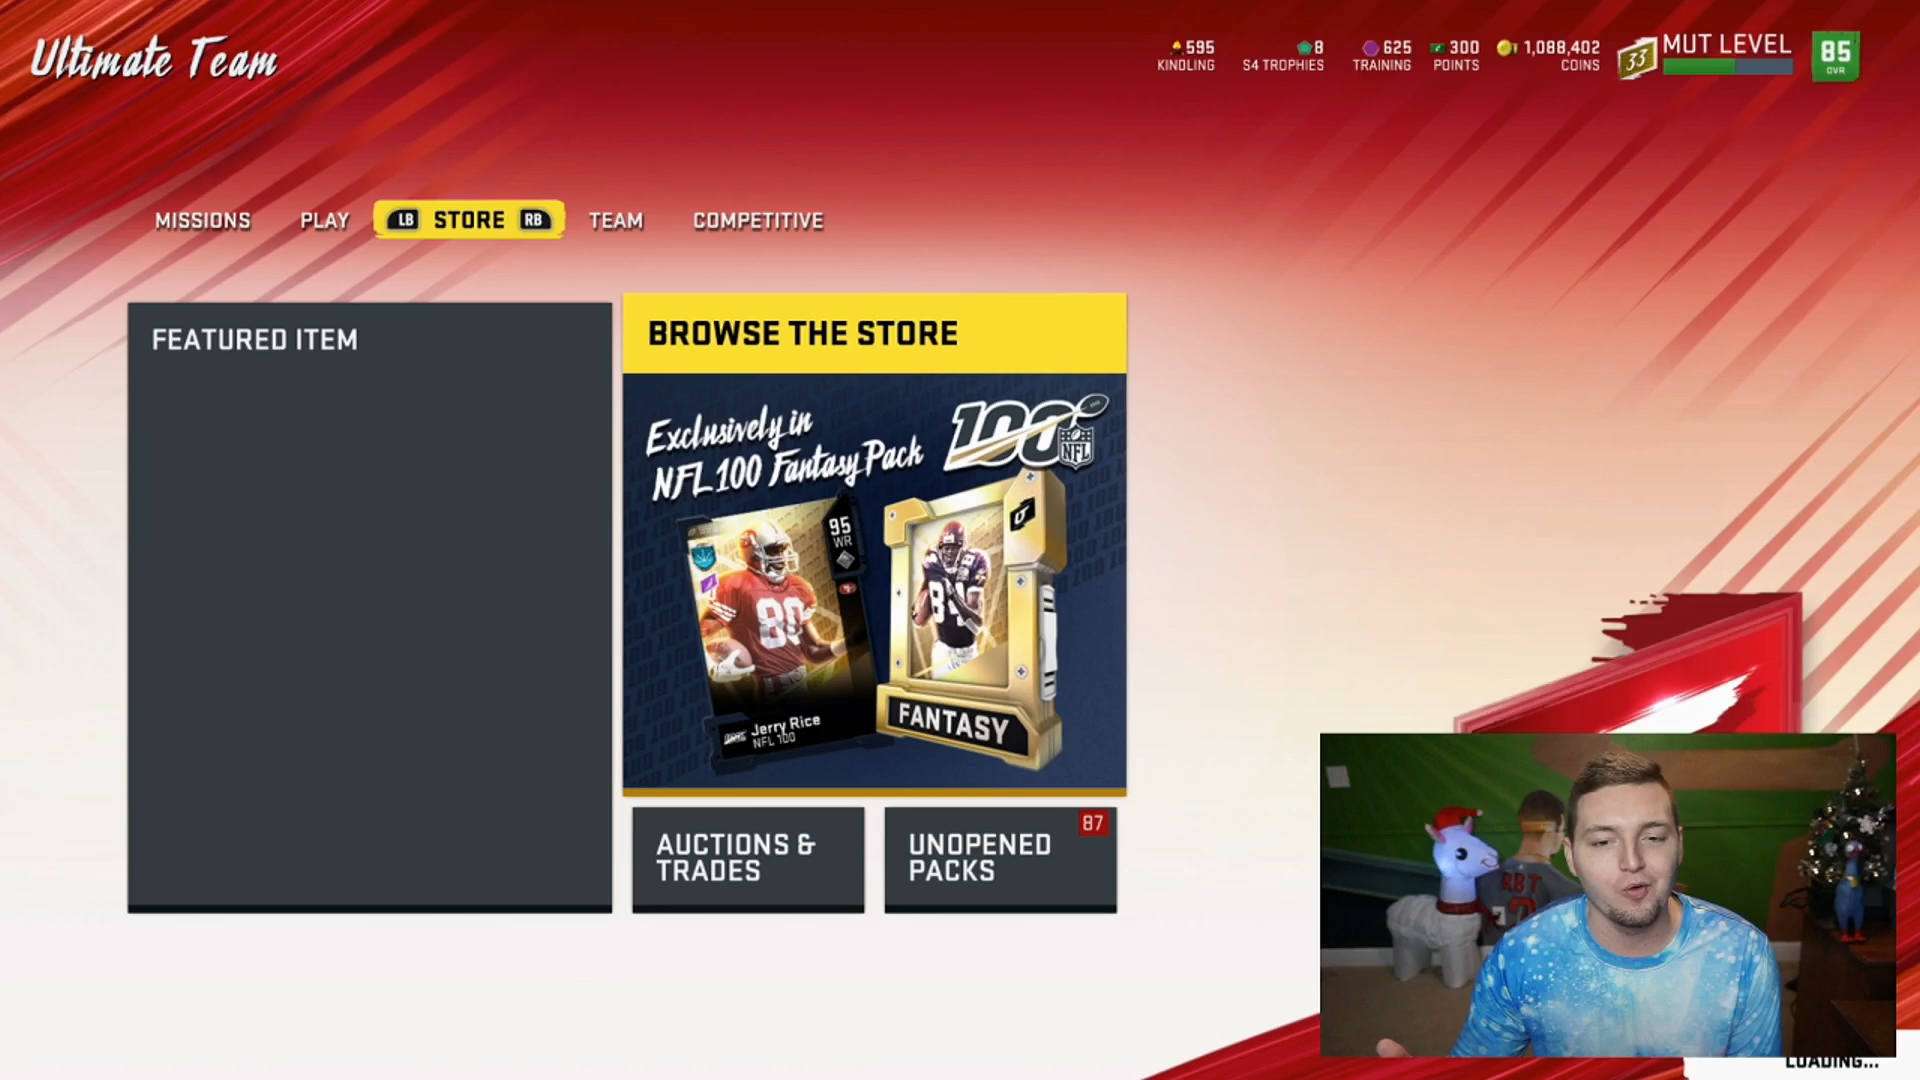 Ultimate Team
595
KINDLING
8
S4 TROPHIES
625
TRAINING
300
POINTS
1,088,402
COINS
33
MUT LEVEL
85
OVR
MISSIONS
PLAY
LB STORE RB
TEAM
COMPETITIVE
FEATURED ITEM
BROWSE THE STORE
Exclusively in
NFL 100 Fantasy Pack
100
NFL
95
WR
80
Jerry Rice
NFL 100
84
FANTASY
AUCTIONS &
TRADES
UNOPENED
PACKS
87
RBT
LOADING...